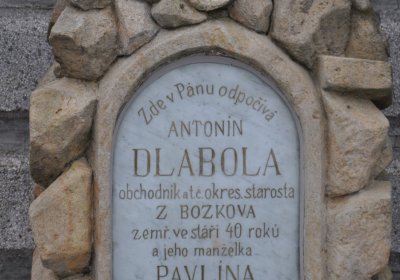 Zde v Pánu odpočívá
ANTONÍN
DLABOLA
obchodník a t.č. okres. starosta
Z BOZKOVA
zemř. ve stáří 40 roků
a jeho manželka
PAVLÍNA